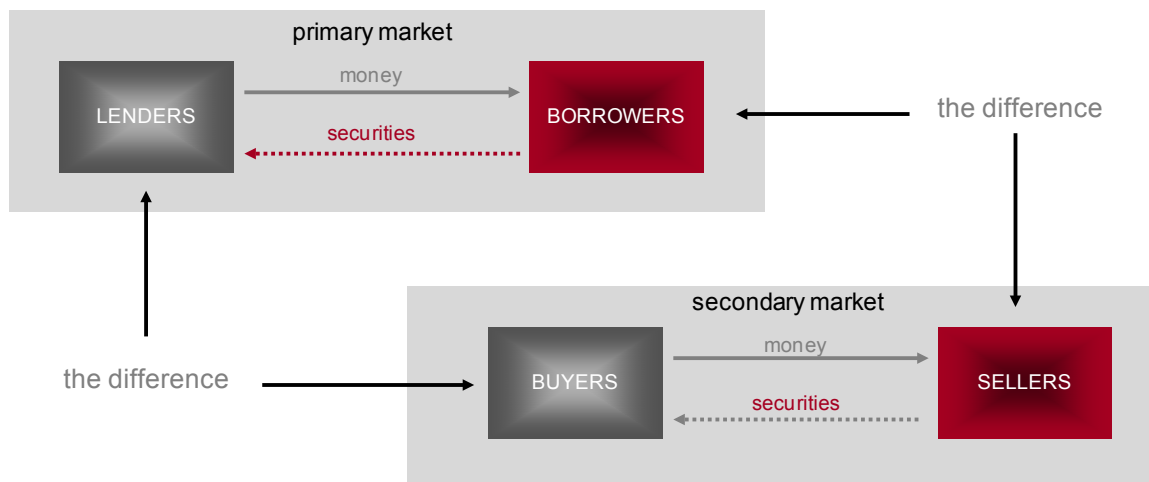 primary market
money
LENDERS
BORROWERS
the difference
securities
secondary market
money
the difference
BUYERS
SELLERS
securities